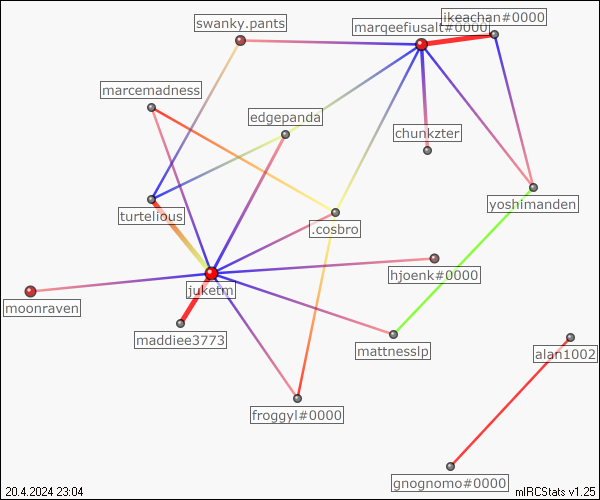 ikeachan#0000
swanky.pants
marqeefiusalt#0000
marcemadness
edgepanda
chunkzter
yoshimanden
turtelious
.cosbro
hjoenk#0000
juketm
moonraven
maddiee3773
mattnesslp
alan1002
froggyl#0000
gnognomo#0000
20.4.2024 23:04
mIRCStats v1.25